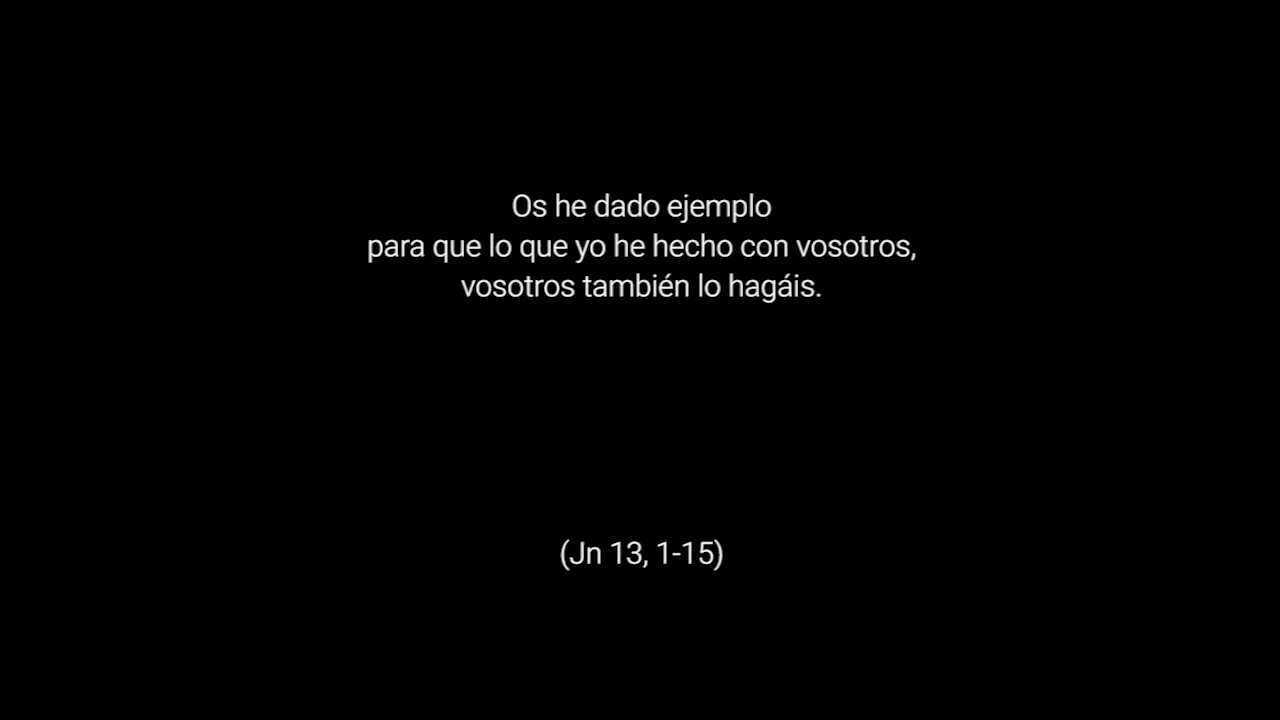 Os he dado ejemplo
para que lo que yo he hecho con vosotros,
vosotros también lo hagáis.
(Jn 13, 1-15)